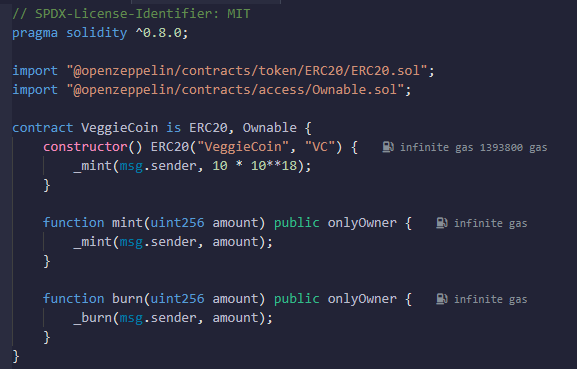 // SPDX-License-Identifier: MIT
pragma solidity ^0.8.0;

import "@openzeppelin/contracts/token/ERC20/ERC20.sol";
import "@openzeppelin/contracts/access/Ownable.sol";

contract VeggieCoin is ERC20, Ownable {
    constructor() ERC20("VeggieCoin", "VC") {    infinite gas 1393800 gas
        _mint(msg.sender, 10 * 10**18);
    }

    function mint(uint256 amount) public onlyOwner {    infinite gas
        _mint(msg.sender, amount);
    }

    function burn(uint256 amount) public onlyOwner {    infinite gas
        _burn(msg.sender, amount);
    }
}